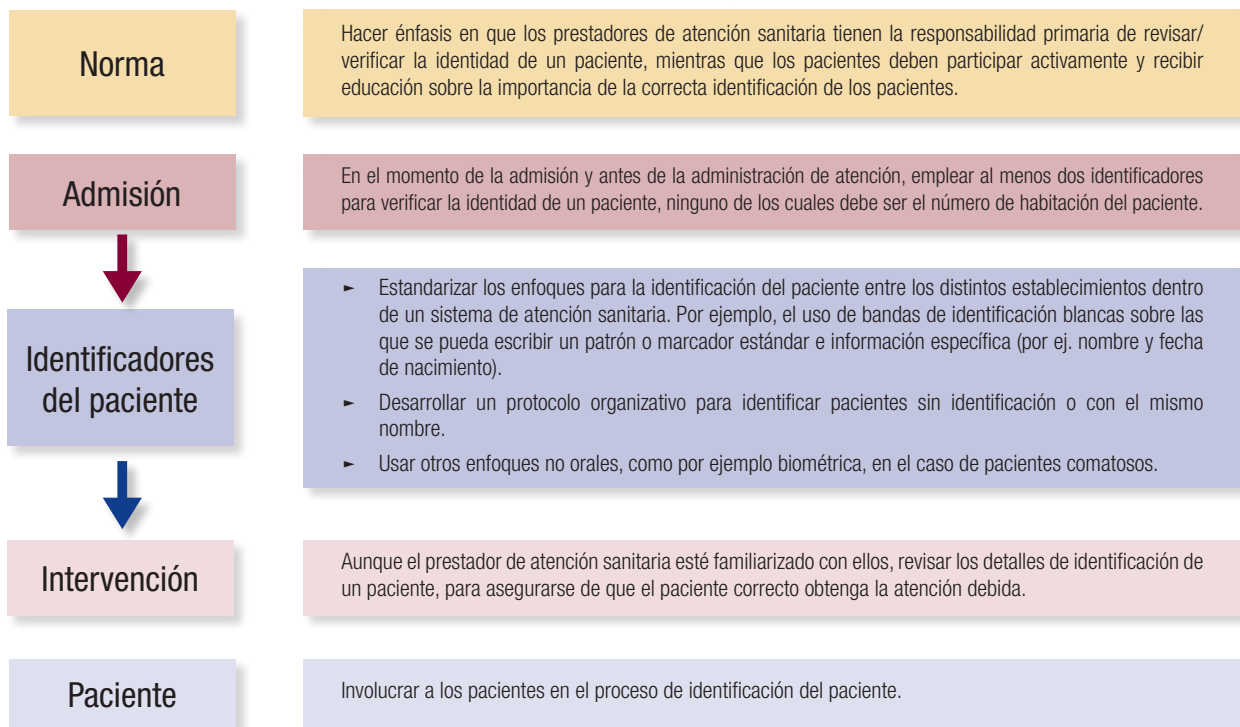 Norma
Hacer énfasis en que los prestadores de atención sanitaria tienen la responsabilidad primaria de revisar/
verificar la identidad de un paciente, mientras que los pacientes deben participar activamente y recibir
educación sobre la importancia de la correcta identificación de los pacientes.
Admisión
En el momento de la admisión y antes de la administración de atención, emplear al menos dos identificadores
para verificar la identidad de un paciente, ninguno de los cuales debe ser el número de habitación del paciente.
Identificadores
del paciente
► Estandarizar los enfoques para la identificación del paciente entre los distintos establecimientos dentro
de un sistema de atención sanitaria. Por ejemplo, el uso de bandas de identificación blancas sobre las
que se pueda escribir un patrón o marcador estándar e información específica (por ej. nombre y fecha
de nacimiento).
► Desarrollar un protocolo organizativo para identificar pacientes sin identificación o con el mismo
nombre.
► Usar otros enfoques no orales, como por ejemplo biométrica, en el caso de pacientes comatosos.
Intervención
Aunque el prestador de atención sanitaria esté familiarizado con ellos, revisar los detalles de identificación de
un paciente, para asegurarse de que el paciente correcto obtenga la atención debida.
Paciente
Involucrar a los pacientes en el proceso de identificación del paciente.